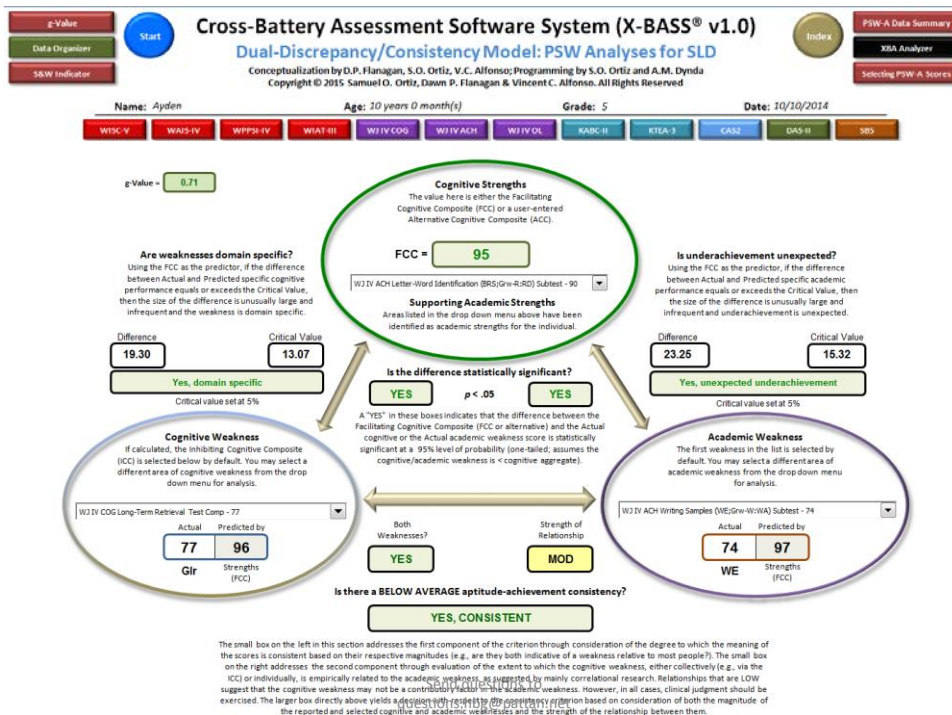 g-Value
Data Organizer
S&W Indicator
Start
Cross-Battery Assessment Software System (X-BASS® v1.0)
Dual-Discrepancy/Consistency Model: PSW Analyses for SLD
Conceptualization by D.P. Flanagan, S.O. Ortiz, V.C. Alfonso; Programming by S.O. Ortiz and A.M. Dynda
Copyright © 2015 Samuel O. Ortiz, Dawn P. Flanagan & Vincent C. Alfonso. All Rights Reserved
Index
PSW-A Data Summary
XBA Analyzer
Selecting PSW-A Scores
Name: Ayden Age: 10 years 0 month(s) Grade: 5 Date: 10/10/2014
WISC-V WAIS-IV WPPSI-IV WIAT-III WJ IV COG WJ IV ACH WJ IV OL KABC-II KTEA-3 CAS2 DAS-II SB5
g-Value = 0.71
Cognitive Strengths
The value here is either the Facilitating
Cognitive Composite (FCC) or a user-entered
Alternative Cognitive Composite (ACC).
FCC = 95
WJ IV ACH Letter-Word Identification (BRS;Grw-R:RD) Subtest - 90
Supporting Academic Strengths
Areas listed in the drop down menu above have been
identified as academic strengths for the individual.
Are weaknesses domain specific?
Using the FCC as the predictor, if the difference
between Actual and Predicted specific cognitive
performance equals or exceeds the Critical Value,
then the size of the difference is unusually large and
infrequent and the weakness is domain specific.
Difference Critical Value
19.30 13.07
Yes, domain specific
Critical value set at 5%
Is underachievement unexpected?
Using the FCC as the predictor, if the difference
between Actual and Predicted specific academic
performance equals or exceeds the Critical Value,
then the size of the difference is unusually large and
infrequent and underachievement is unexpected.
Difference Critical Value
23.25 15.32
Yes, unexpected underachievement
Critical value set at 5%
Is the difference statistically significant?
YES p < .05 YES
A "YES" in these boxes indicates that the difference between the
Facilitating Cognitive Composite (FCC or alternative) and the Actual
cognitive or the Actual academic weakness score is statistically
significant at a 95% level of probability (one-tailed; assumes the
cognitive/academic weakness is < cognitive aggregate).
Cognitive Weakness
If calculated, the Inhibiting Cognitive Composite
(ICC) is selected below by default. You may select a
different area of cognitive weakness from the drop
down menu for analysis.
WJ IV COG Long-Term Retrieval Test Comp - 77
Actual Predicted by
77 96
Glr Strengths
(FCC)
Academic Weakness
The first weakness in the list is selected by
default. You may select a different area of
academic weakness from the drop down menu
for analysis.
WJ IV ACH Writing Samples (WE;Grw-W:WA) Subtest - 74
Actual Predicted by
74 97
WE Strengths
(FCC)
Both
Weaknesses?
YES
Strength of
Relationship
MOD
Is there a BELOW AVERAGE aptitude-achievement consistency?
YES, CONSISTENT
The small box on the left in this section addresses the first component of the criterion through consideration of the degree to which the meaning of
the scores is consistent based on their respective magnitudes (e.g., are they both indicative of a weakness relative to most people?). The small box
on the right addresses the second component through evaluation of the extent to which the cognitive weakness, either collectively (e.g., via the
ICC) or individually, is empirically related to the academic weakness, as suggested by mainly correlational research. Relationships that are LOW
suggest that the cognitive weakness may not be a contributory factor in the academic weakness. However, in all cases, clinical judgment should be
exercised. The larger box directly above yields a decision with respect to the consistency criterion based on consideration of both the magnitude of
the reported and selected cognitive and academic weaknesses and the strength of the relationship between them.
Send questions to
questions.nbg@pattan.net